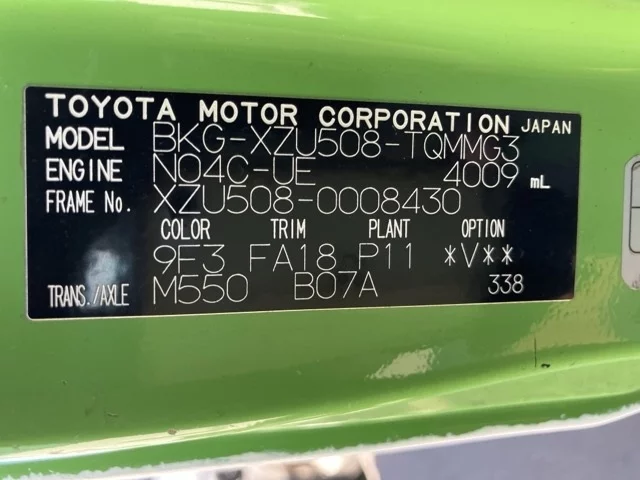 TOYOTA MOTOR CORPORATION JAPAN
MODEL BKG-XZU508-TQMMG3
ENGINE N04C-UE 4009 mL
FRAME No. XZU508-0008430
COLOR TRIM PLANT OPTION
9F3 FA18 P11 *V**
TRANS./AXLE M550 B07A 338